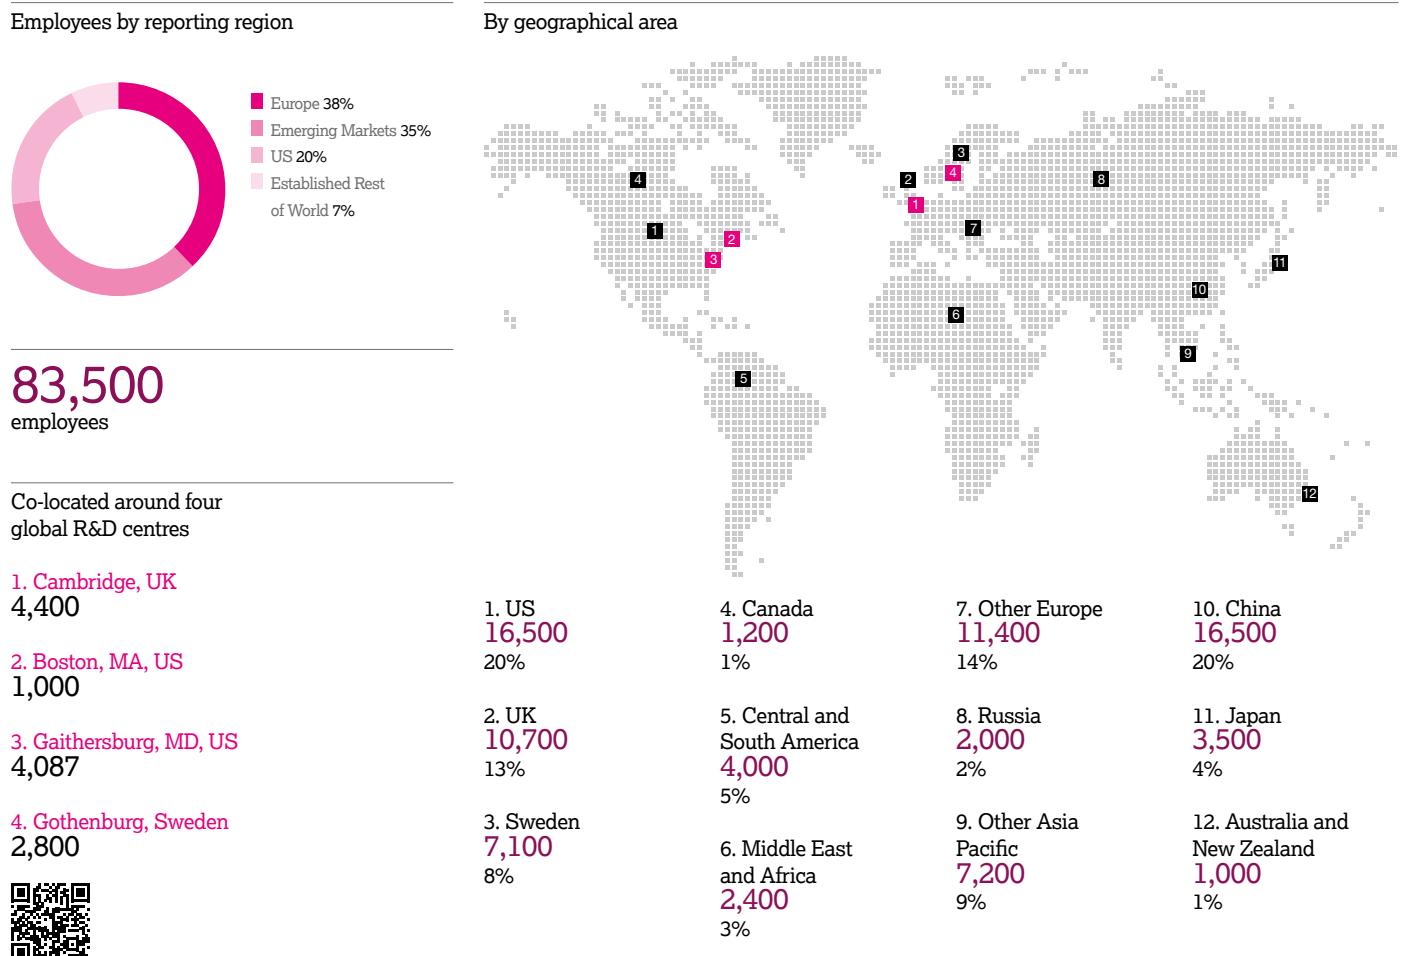 Employees by reporting region
Europe 38%
Emerging Markets 35%
US 20%
Established Rest
of World 7%
83,500
employees
Co-located around four
global R&D centres
1. Cambridge, UK
4,400
2. Boston, MA, US
1,000
3. Gaithersburg, MD, US
4,087
4. Gothenburg, Sweden
2,800
By geographical area
3
4
4
2
8
1
1
7
2
3
11
10
6
9
5
12
1. US
16,500
20%
2. UK
10,700
13%
3. Sweden
7,100
8%
4. Canada
1,200
1%
5. Central and
South America
4,000
5%
6. Middle East
and Africa
2,400
3%
7. Other Europe
11,400
14%
8. Russia
2,000
2%
9. Other Asia
Pacific
7,200
9%
10. China
16,500
20%
11. Japan
3,500
4%
12. Australia and
New Zealand
1,000
1%